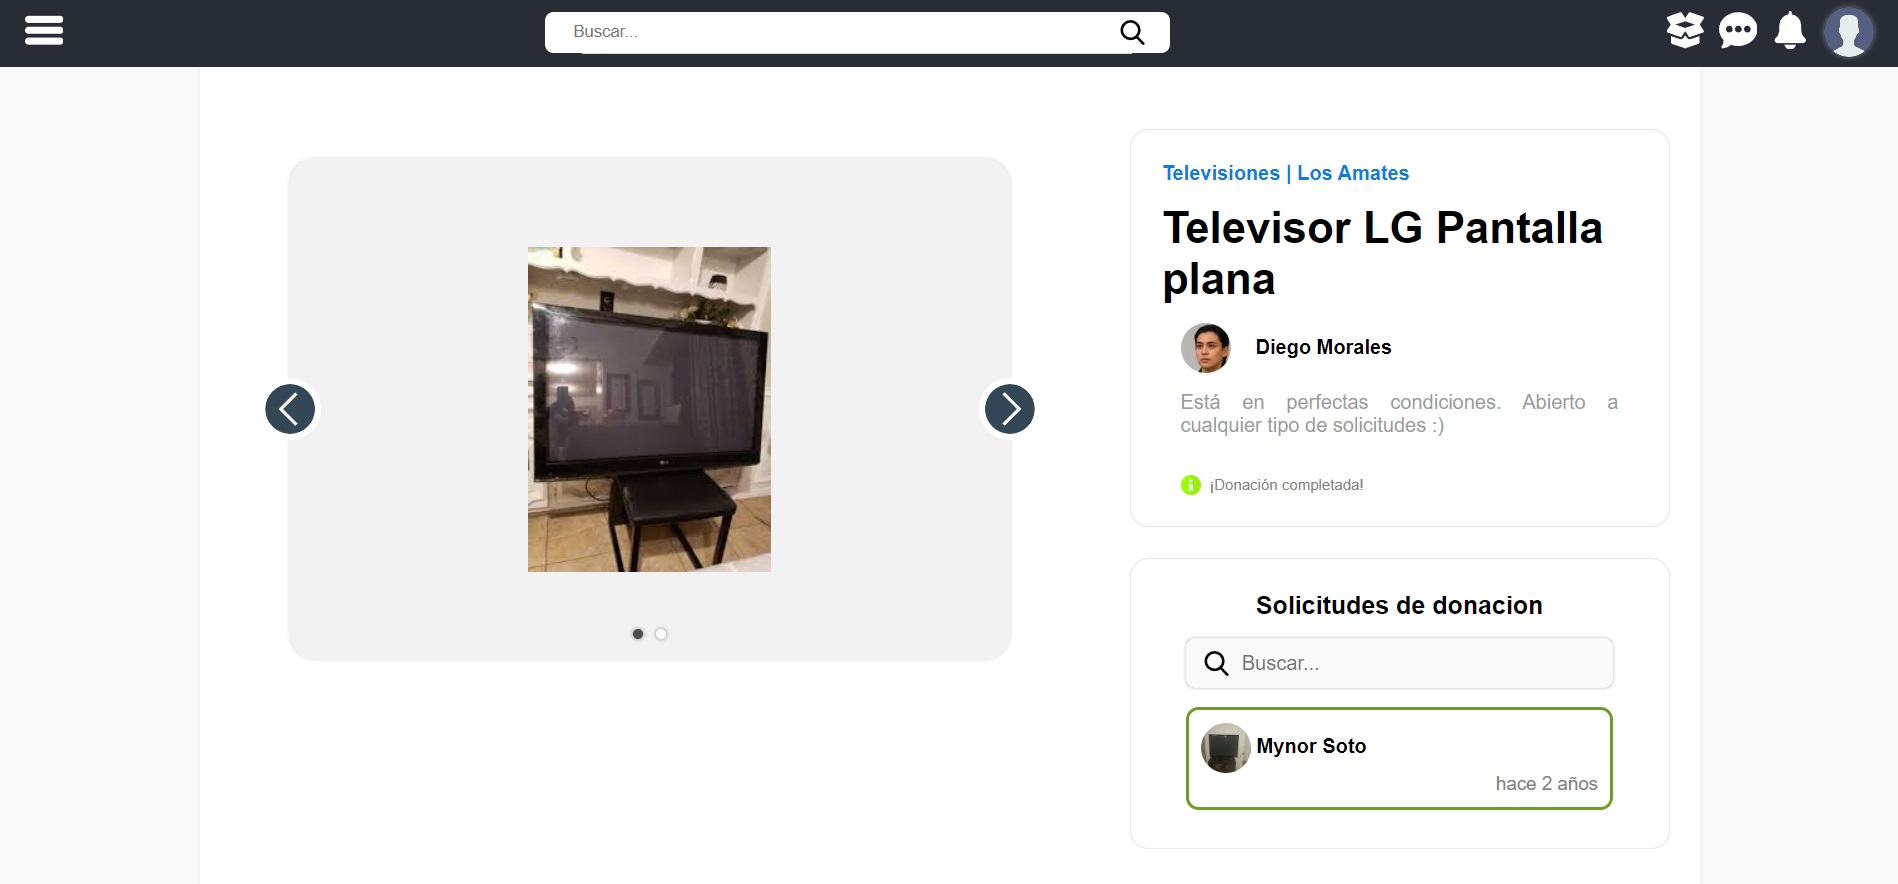 Buscar...
Televisiones | Los Amates
Televisor LG Pantalla
plana
Diego Morales
Está en perfectas condiciones. Abierto a
cualquier tipo de solicitudes :)
¡Donación completada!
Solicitudes de donacion
Buscar...
Mynor Soto
hace 2 años